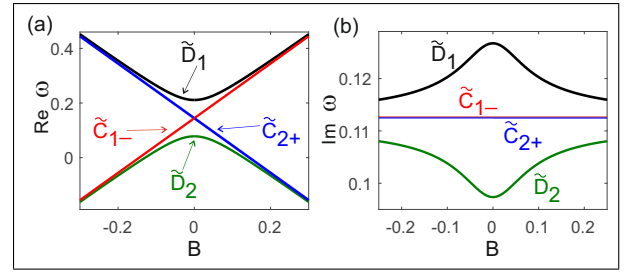 (a)
0.4
0.2
0
Re ω
D̃1
C̃1−
C̃2+
D̃2
-0.2 0 0.2
B
(b)
0.12
0.11
0.1
Im ω
D̃1
C̃1−
C̃2+
D̃2
-0.2 -0.1 0 0.1 0.2
B